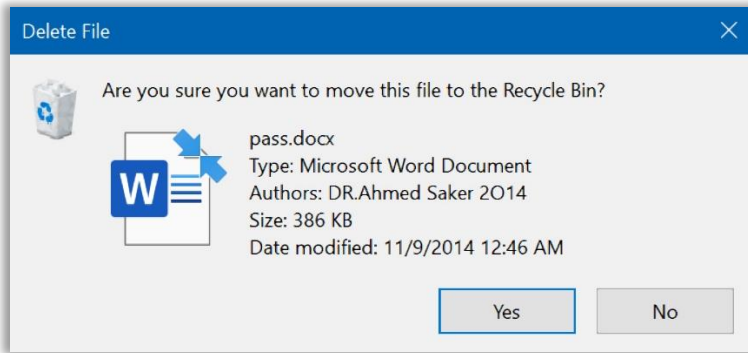 Delete File
Are you sure you want to move this file to the Recycle Bin?
pass.docx
Type: Microsoft Word Document
Authors: DR.Ahmed Saker 2O14
Size: 386 KB
Date modified: 11/9/2014 12:46 AM
W
Yes No